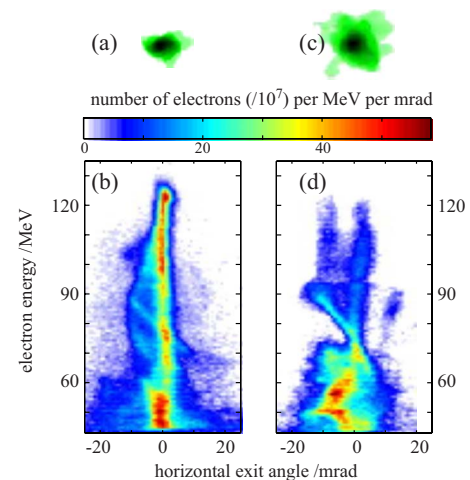 (a) (c)
number of electrons (/10⁷) per MeV per mrad
0 20 40
(b) (d)
electron energy /MeV
120 120
90 90
60 60
-20 0 20 -20 0 20
horizontal exit angle /mrad